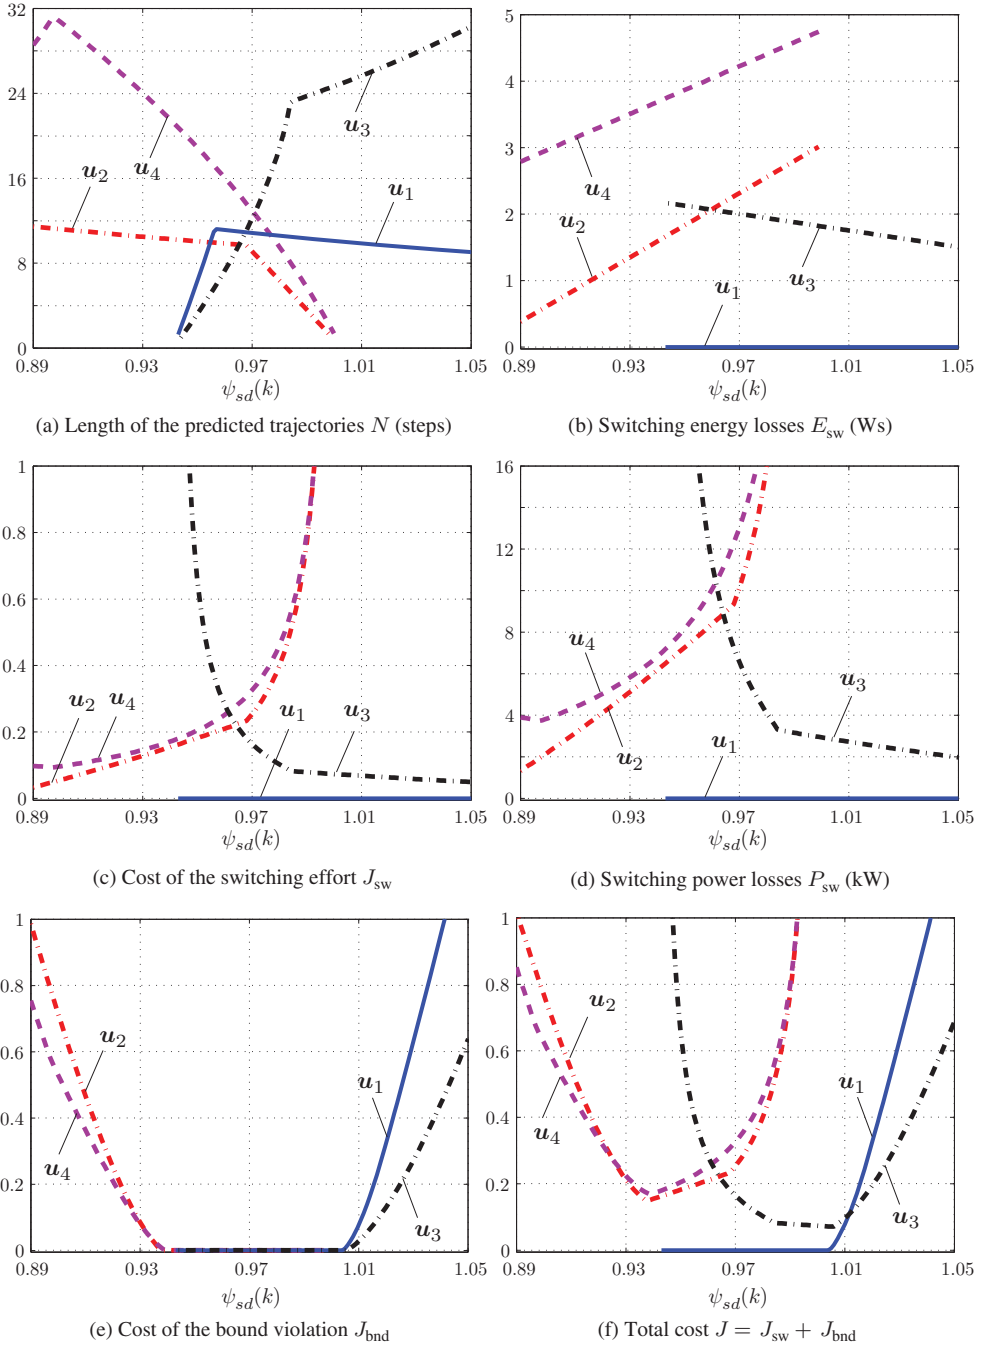 32
24
16
8
0
0.89 0.93 0.97 1.01 1.05
u4
u2
u3
u1
ψsd(k)
(a) Length of the predicted trajectories N (steps)
5
4
3
2
1
0
0.89 0.93 0.97 1.01 1.05
u4
u2
u3
u1
ψsd(k)
(b) Switching energy losses Esw (Ws)
1
0.8
0.6
0.4
0.2
0
0.89 0.93 0.97 1.01 1.05
u2 u4 u1 u3
ψsd(k)
(c) Cost of the switching effort Jsw
16
12
8
4
0
0.89 0.93 0.97 1.01 1.05
u4
u3
u2
u1
ψsd(k)
(d) Switching power losses Psw (kW)
1
0.8
0.6
0.4
0.2
0
0.89 0.93 0.97 1.01 1.05
u2
u1
u4
u3
ψsd(k)
(e) Cost of the bound violation Jbnd
1
0.8
0.6
0.4
0.2
0
0.89 0.93 0.97 1.01 1.05
u2
u1
u4
u3
ψsd(k)
(f) Total cost J = Jsw + Jbnd